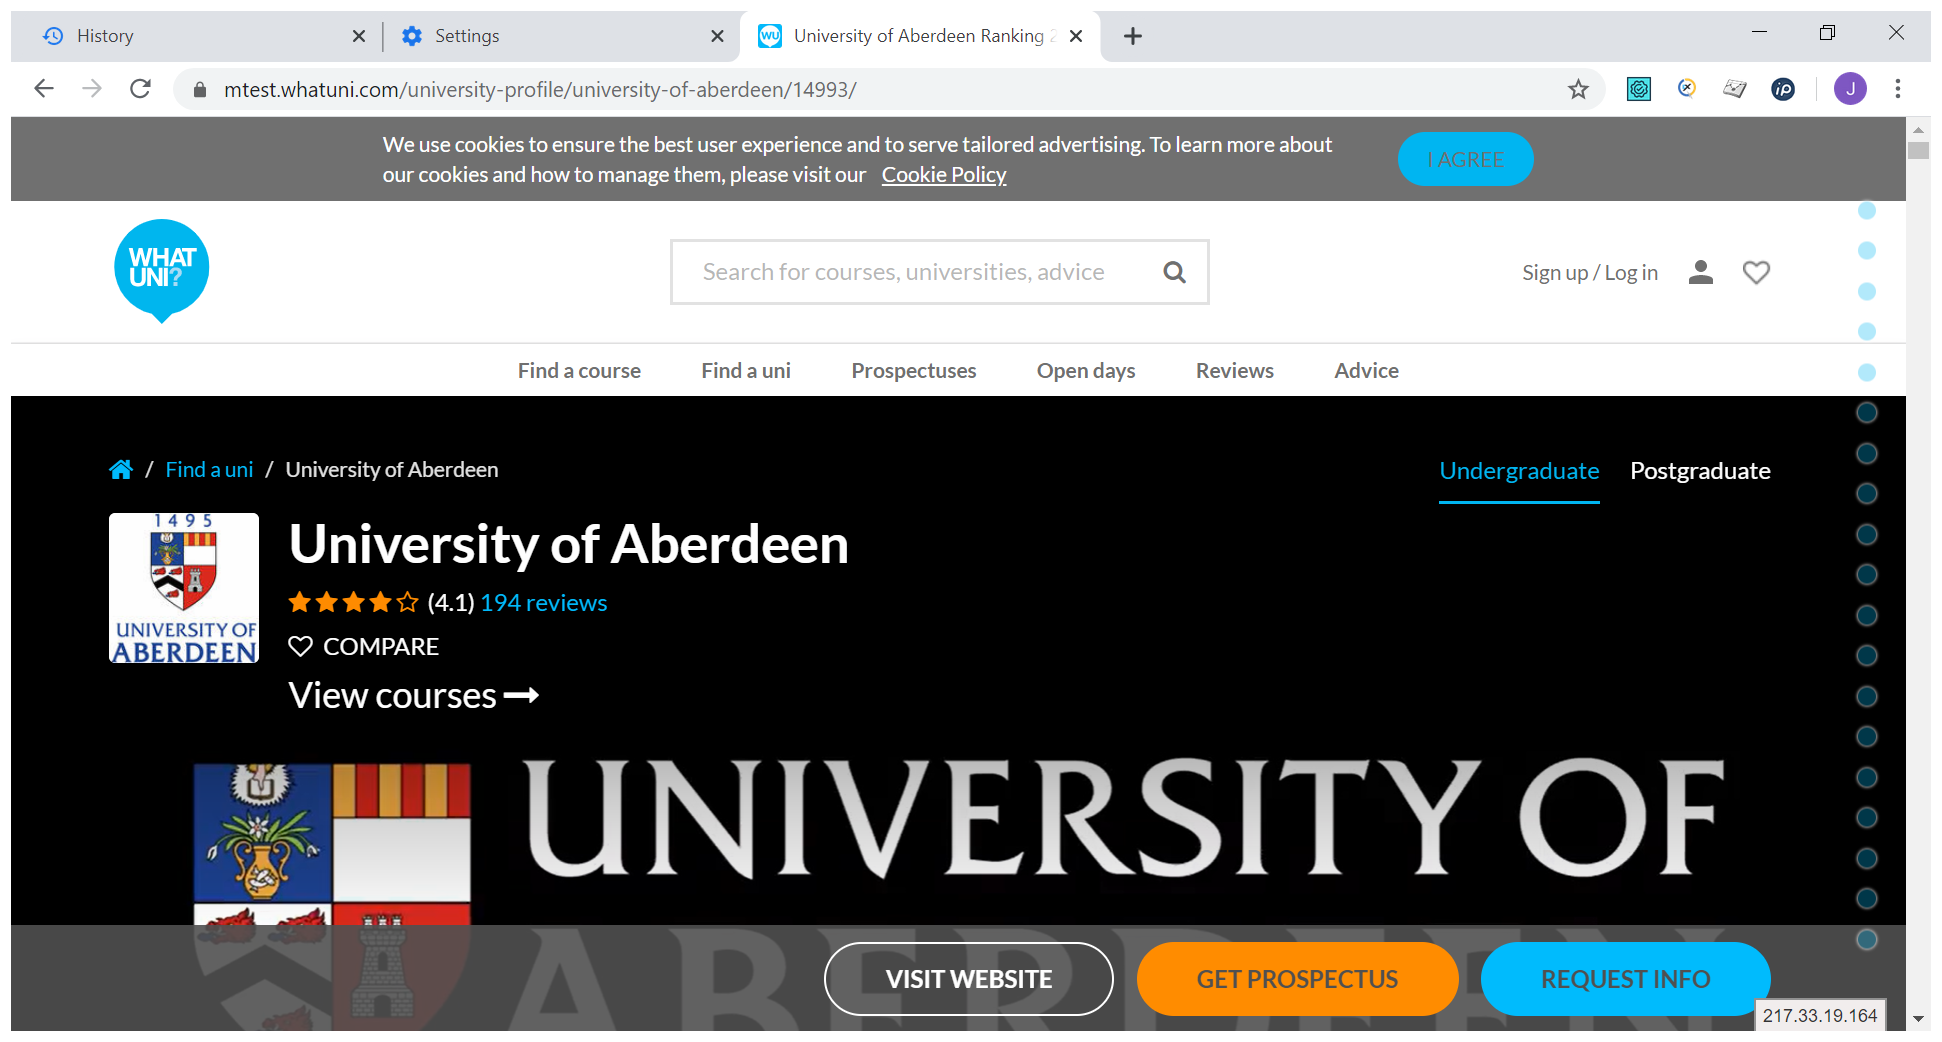 History
Settings
University of Aberdeen Ranking 2
mtest.whatuni.com/university-profile/university-of-aberdeen/14993/
iP
J
We use cookies to ensure the best user experience and to serve tailored advertising. To learn more about
our cookies and how to manage them, please visit our Cookie Policy
I AGREE
WHAT
UNI?
Search for courses, universities, advice
Sign up / Log in
Find a course
Find a uni
Prospectuses
Open days
Reviews
Advice
/ Find a uni / University of Aberdeen
Undergraduate
Postgraduate
1495
UNIVERSITY OF
ABERDEEN
University of Aberdeen
(4.1) 194 reviews
COMPARE
View courses
UNIVERSITY OF
ABERDEEN
VISIT WEBSITE
GET PROSPECTUS
REQUEST INFO
217.33.19.164